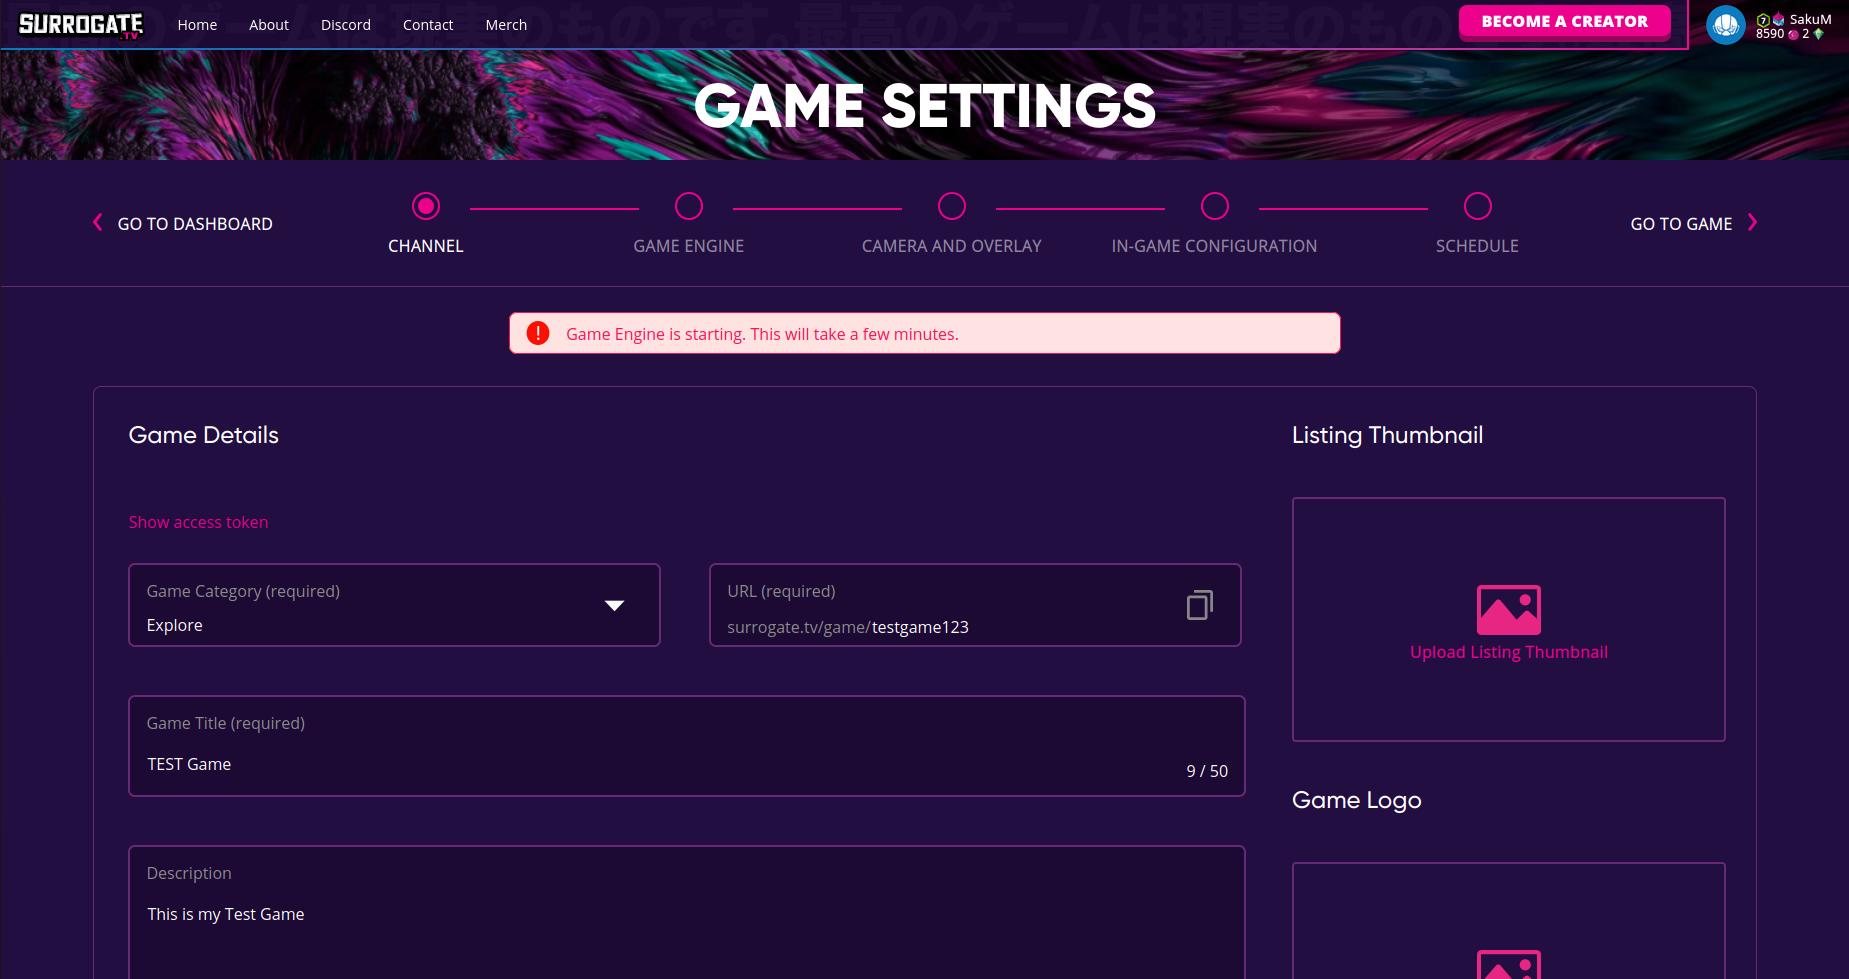 SURROGATE
.TV
Home
About
Discord
Contact
Merch
BECOME A CREATOR
7 SakuM
8590 2
GAME SETTINGS
GO TO DASHBOARD
CHANNEL
GAME ENGINE
CAMERA AND OVERLAY
IN-GAME CONFIGURATION
SCHEDULE
GO TO GAME
Game Engine is starting. This will take a few minutes.
Game Details
Show access token
Game Category (required)
Explore
URL (required)
surrogate.tv/game/testgame123
Game Title (required)
TEST Game
9 / 50
Description
This is my Test Game
Listing Thumbnail
Upload Listing Thumbnail
Game Logo